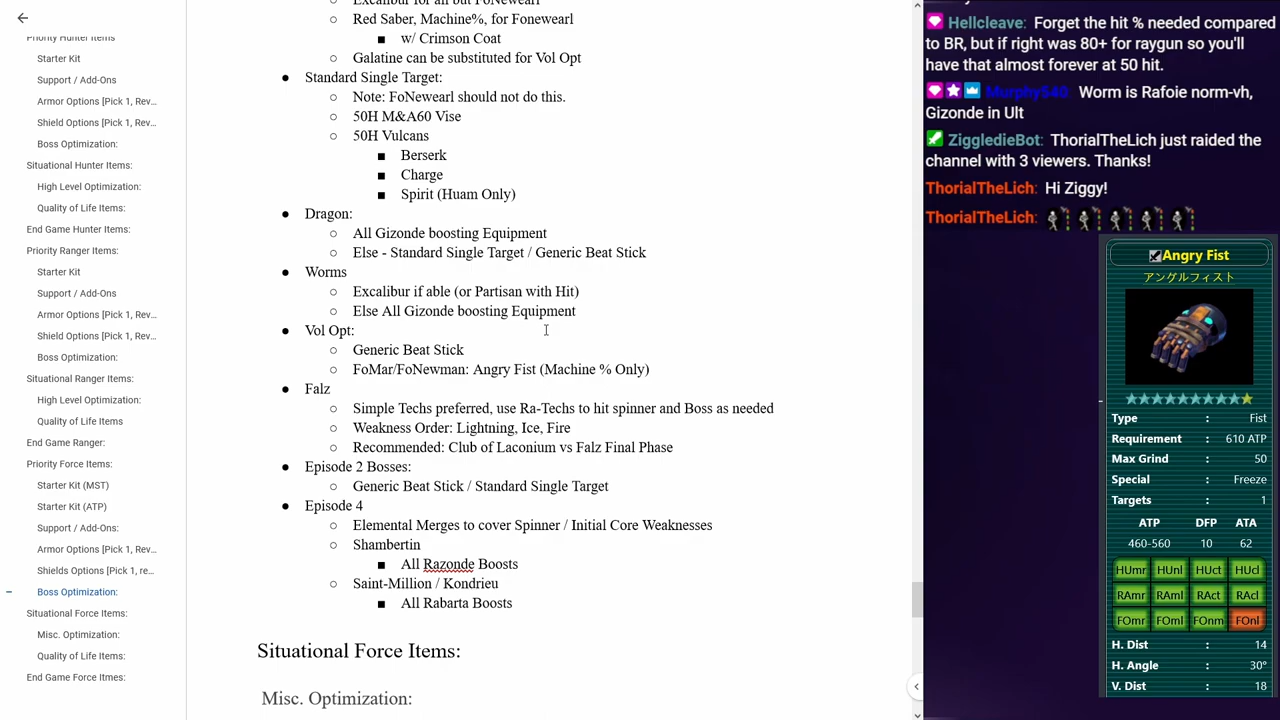 Priority Hunter Items
Starter Kit
Support / Add-Ons
Armor Options [Pick 1, Rev...
Shield Options [Pick 1, Rev...
Boss Optimization:
Situational Hunter Items:
High Level Optimization:
Quality of Life Items:
End Game Hunter Items:
Priority Ranger Items:
Starter Kit
Support / Add-Ons
Armor Options [Pick 1, Rev...
Shield Options [Pick 1, Rev...
Boss Optimization:
Situational Ranger Items:
High Level Optimization:
Quality of Life Items
End Game Ranger:
Priority Force Items:
Starter Kit (MST)
Starter Kit (ATP)
Support / Add-Ons:
Armor Options [Pick 1, Rev...
Shields Options [Pick 1, re...
Boss Optimization:
Situational Force Items:
Misc. Optimization:
Quality of Life Items:
End Game Force Itmes:
Excalibur for all but FoNewearl
Red Saber, Machine%, for Fonewearl
w/ Crimson Coat
Galatine can be substituted for Vol Opt
Standard Single Target:
Note: FoNewearl should not do this.
50H M&A60 Vise
50H Vulcans
Berserk
Charge
Spirit (Huam Only)
Dragon:
All Gizonde boosting Equipment
Else - Standard Single Target / Generic Beat Stick
Worms
Excalibur if able (or Partisan with Hit)
Else All Gizonde boosting Equipment
Vol Opt:
Generic Beat Stick
FoMar/FoNewman: Angry Fist (Machine % Only)
Falz
Simple Techs preferred, use Ra-Techs to hit spinner and Boss as needed
Weakness Order: Lightning, Ice, Fire
Recommended: Club of Laconium vs Falz Final Phase
Episode 2 Bosses:
Generic Beat Stick / Standard Single Target
Episode 4
Elemental Merges to cover Spinner / Initial Core Weaknesses
Shambertin
All Razonde Boosts
Saint-Million / Kondrieu
All Rabarta Boosts
Situational Force Items:
Misc. Optimization:
Hellcleave: Forget the hit % needed compared
to BR, but if right was 80+ for raygun so you'll
have that almost forever at 50 hit.
Murphy540: Worm is Rafoie norm-vh,
Gizonde in Ult
ZiggledieBot: ThorialTheLich just raided the
channel with 3 viewers. Thanks!
ThorialTheLich: Hi Ziggy!
ThorialTheLich:
Angry Fist
アングルフィスト
Type : Fist
Requirement : 610 ATP
Max Grind : 50
Special : Freeze
Targets : 1
ATP DFP ATA
460-560 10 62
HUmr HUnl HUct HUcl
RAmr RAml RAct RAcl
FOmr FOml FOnm FOnl
H. Dist : 14
H. Angle : 30°
V. Dist : 18